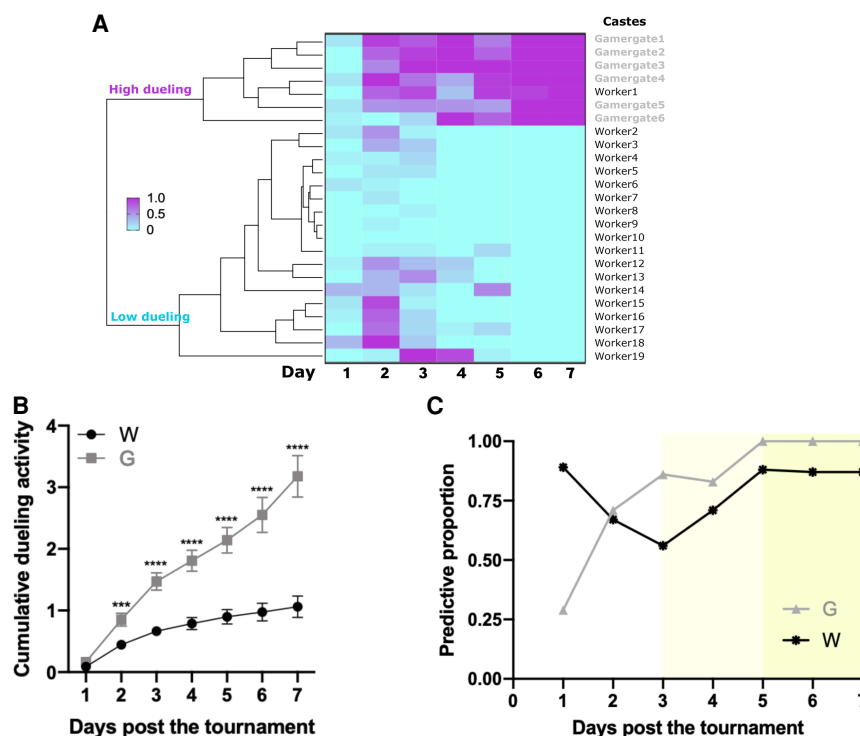 A
Castes
Gamergate1
Gamergate2
Gamergate3
Gamergate4
High dueling
Worker1
Gamergate5
Gamergate6
Worker2
Worker3
Worker4
Worker5
Worker6
1.0
0.5
0
Worker7
Worker8
Worker9
Worker10
Worker11
Worker12
Worker13
Worker14
Worker15
Low dueling
Worker16
Worker17
Worker18
Worker19
Day 1 2 3 4 5 6 7
B
Cumulative dueling activity
4
3
2
1
0
W
G
*** **** **** **** **** ****
1 2 3 4 5 6 7
Days post the tournament
C
Predictive proportion
1.00
0.75
0.50
0.25
0.00
G
W
0 1 2 3 4 5 6 7
Days post the tournament